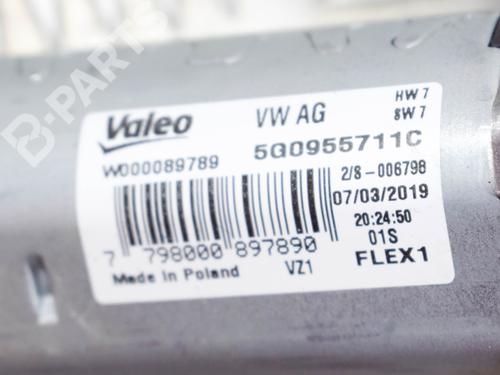 B-PARTS
Valeo VW AG HW 7
SW 7
W000089789 5G0955711C
2/8-006798
07/03/2019
20:24:50
7 798000 897890 01S
Made in Poland VZ1 FLEX1